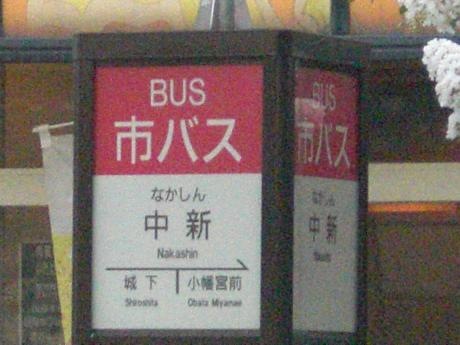 BUS
市バス
なかしん
中新
Nakashin
城下 小幡宮前
Shiroshita Obata Miyamae
BUS
市バス
なかしん
中新